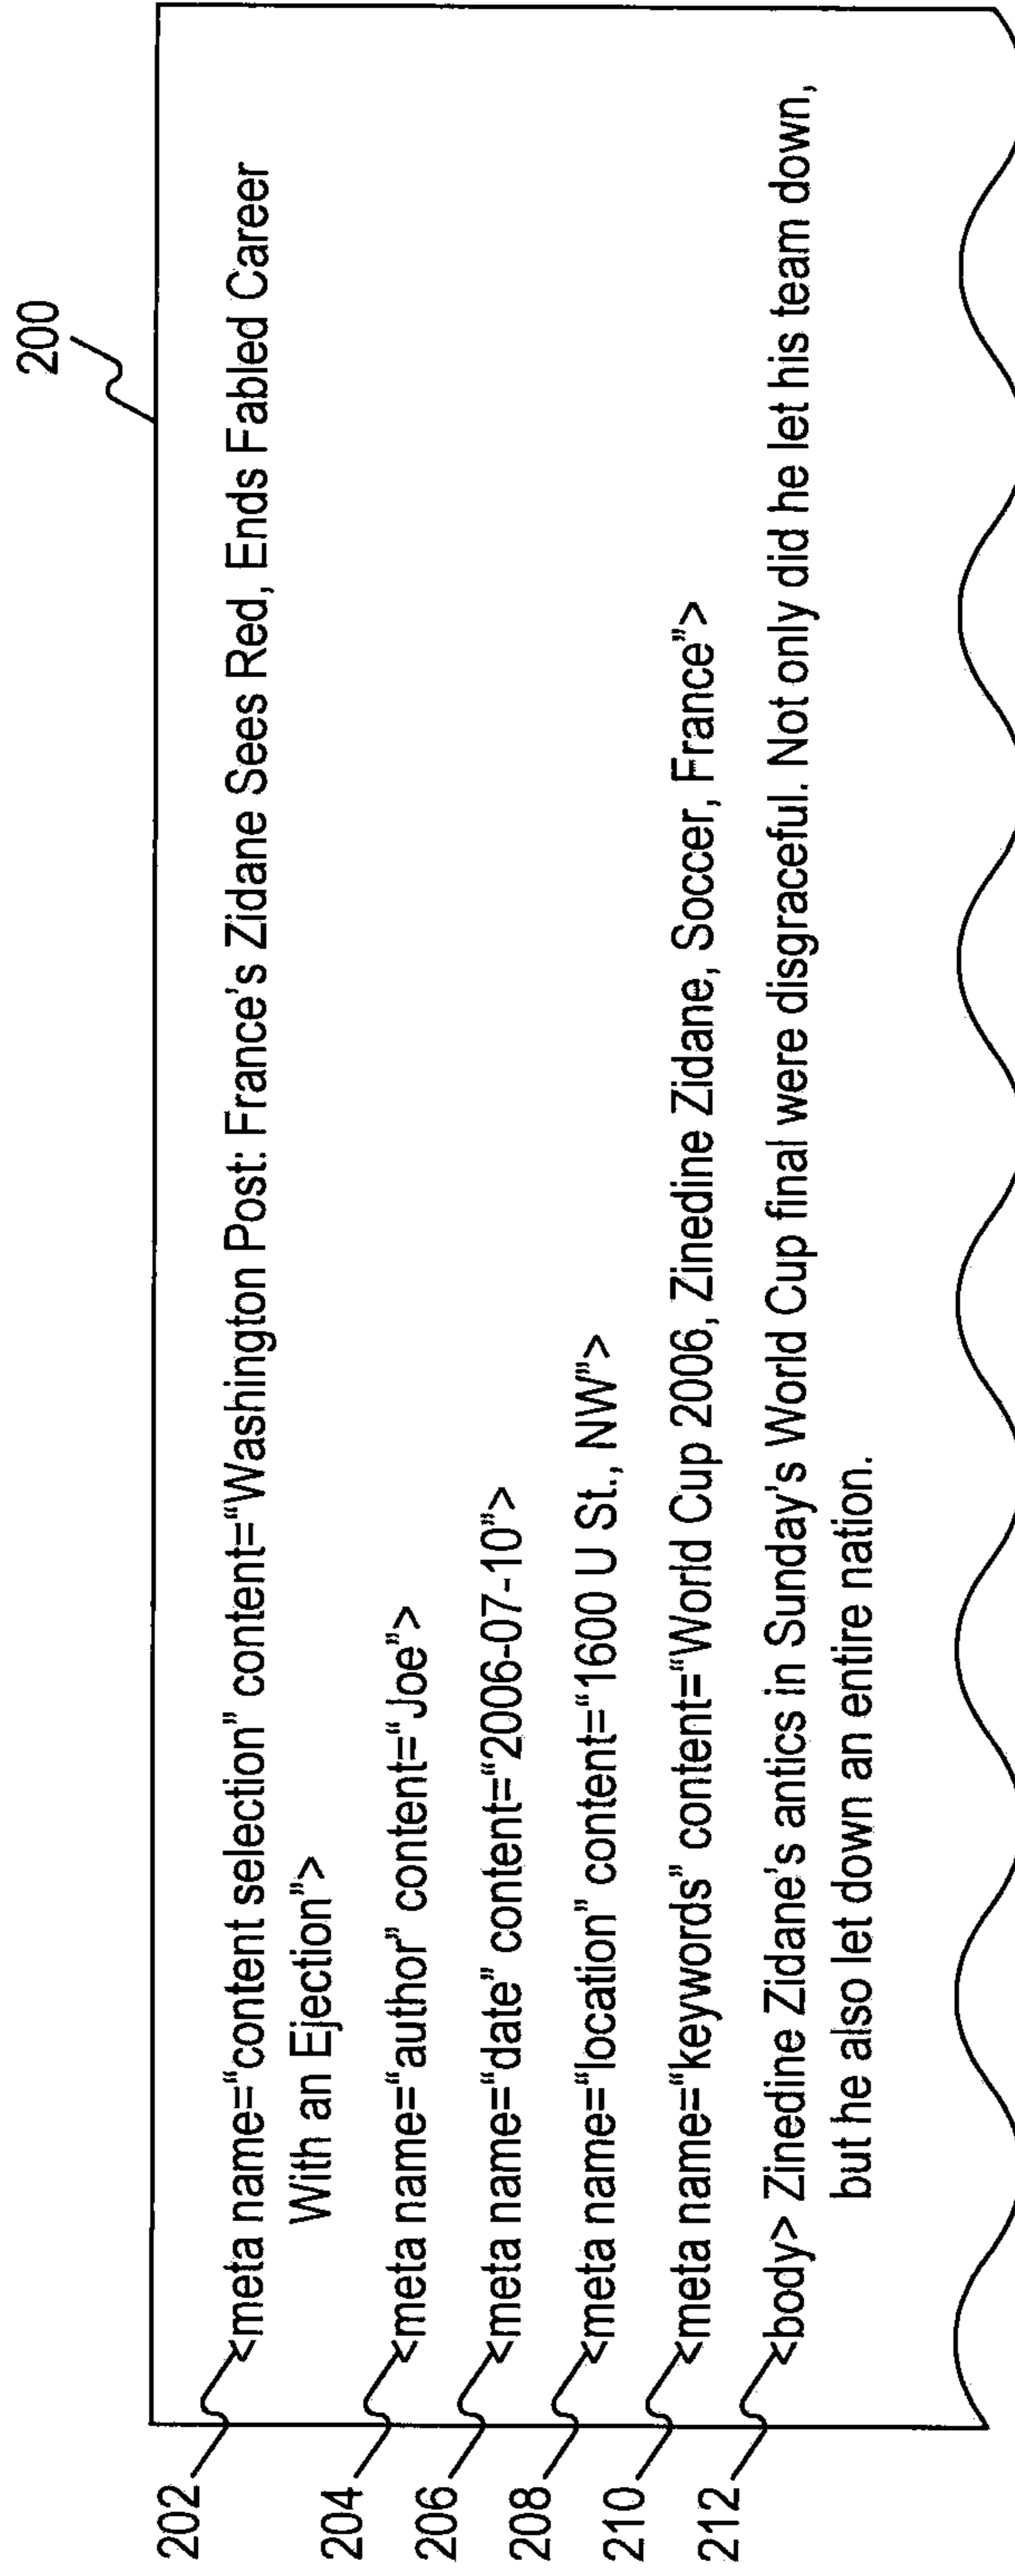 200
202 <meta name=“content selection” content=“Washington Post: France’s Zidane Sees Red, Ends Fabled Career
With an Ejection”>
204 <meta name=“author” content=“Joe”>
206 <meta name=“date” content=“2006-07-10”>
208 <meta name=“location” content=“1600 U St., NW”>
210 <meta name=“keywords” content=“World Cup 2006, Zinedine Zidane, Soccer, France”>
212 <body> Zinedine Zidane's antics in Sunday's World Cup final were disgraceful. Not only did he let his team down,
but he also let down an entire nation.